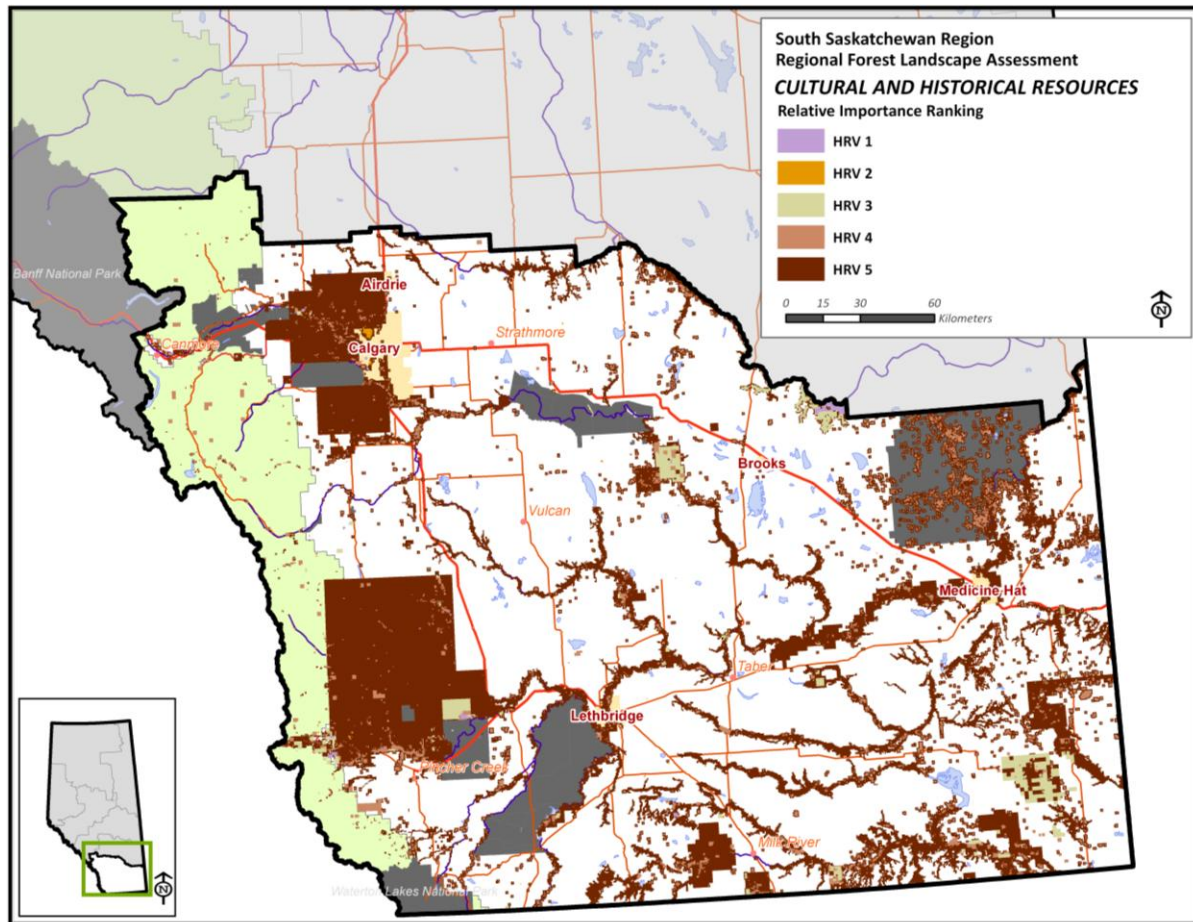 South Saskatchewan Region
Regional Forest Landscape Assessment
CULTURAL AND HISTORICAL RESOURCES
Relative Importance Ranking
HRV 1
HRV 2
HRV 3
HRV 4
HRV 5
0 15 30 60
Kilometers
N
Banff National Park
Airdrie
Canmore
Calgary
Strathmore
Brooks
Vulcan
Medicine Hat
Taber
Lethbridge
Pincher Creek
Milk River
Waterton Lakes National Park
N